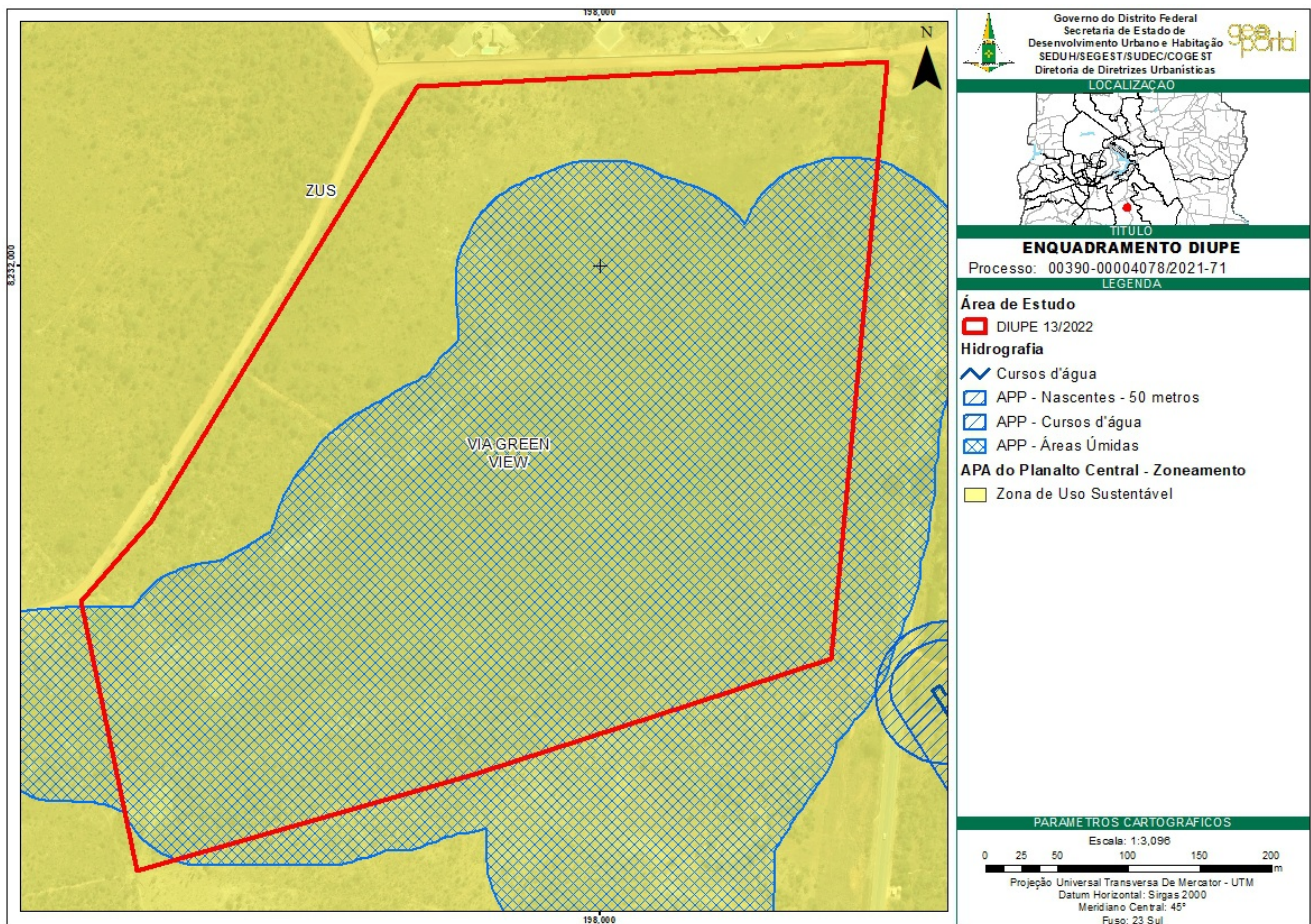 198,000
N
ZUS
8,232,000
VIA GREEN
VIEW
198,000
Governo do Distrito Federal
Secretaria de Estado de
Desenvolvimento Urbano e Habitação
SEDUH/SEGEST/SUDEC/COGEST
Diretoria de Diretrizes Urbanísticas
geo
portal
LOCALIZAÇÃO
TÍTULO
ENQUADRAMENTO DIUPE
Processo: 00390-00004078/2021-71
LEGENDA
Área de Estudo
DIUPE 13/2022
Hidrografia
Cursos d'água
APP - Nascentes - 50 metros
APP - Cursos d'água
APP - Áreas Úmidas
APA do Planalto Central - Zoneamento
Zona de Uso Sustentável
PARÂMETROS CARTOGRÁFICOS
Escala: 1:3,096
0 25 50 100 150 200
m
Projeção Universal Transversa De Mercator - UTM
Datum Horizontal: Sirgas 2000
Meridiano Central: 45°
Fuso: 23 Sul